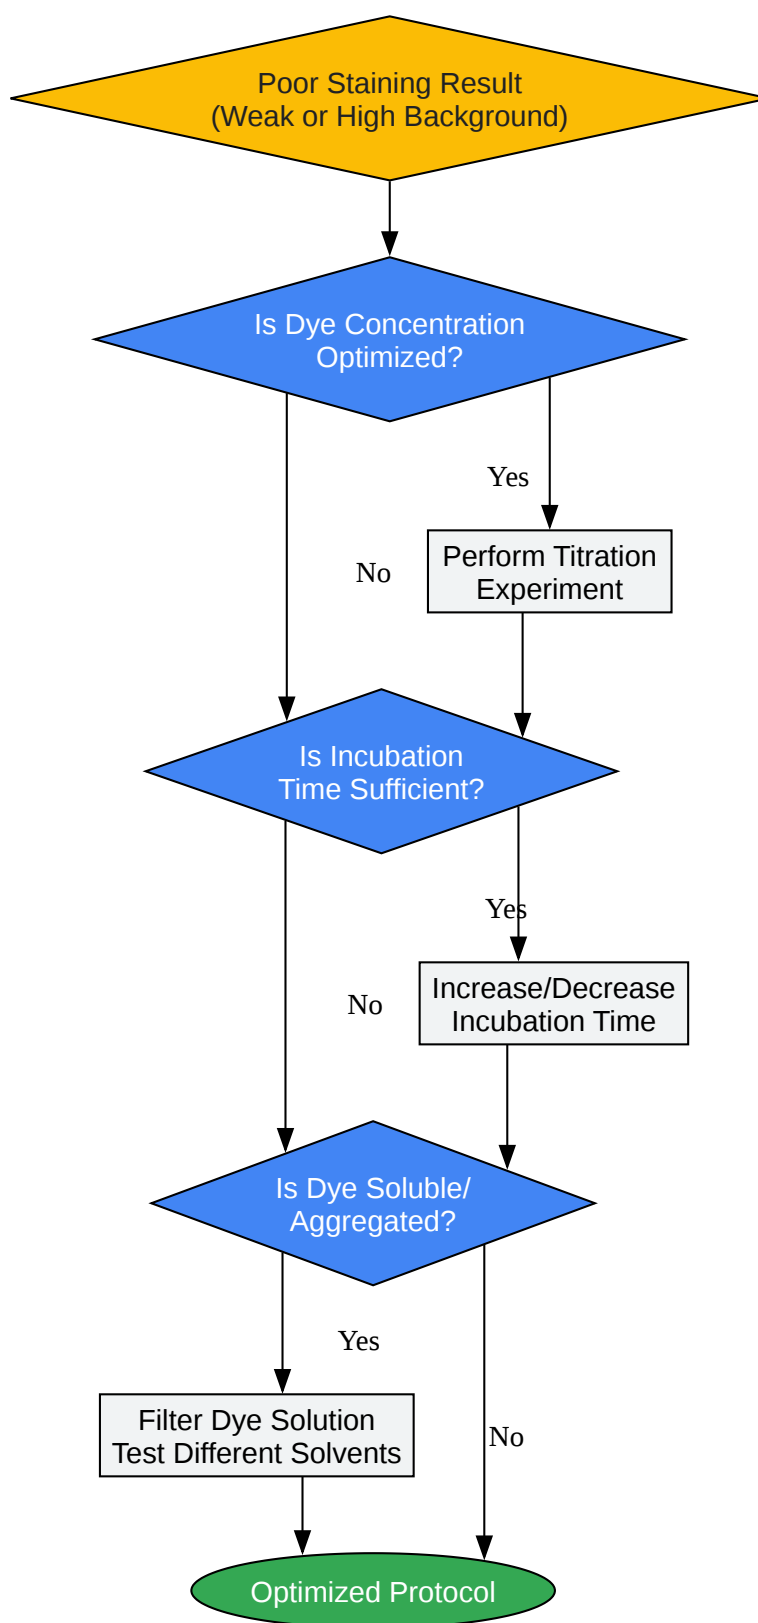 Poor Staining Result
(Weak or High Background)
Is Dye Concentration
Optimized?
Yes
No
Perform Titration
Experiment
Is Incubation
Time Sufficient?
Yes
No
Increase/Decrease
Incubation Time
Is Dye Soluble/
Aggregated?
Yes
Filter Dye Solution
Test Different Solvents
No
Optimized Protocol